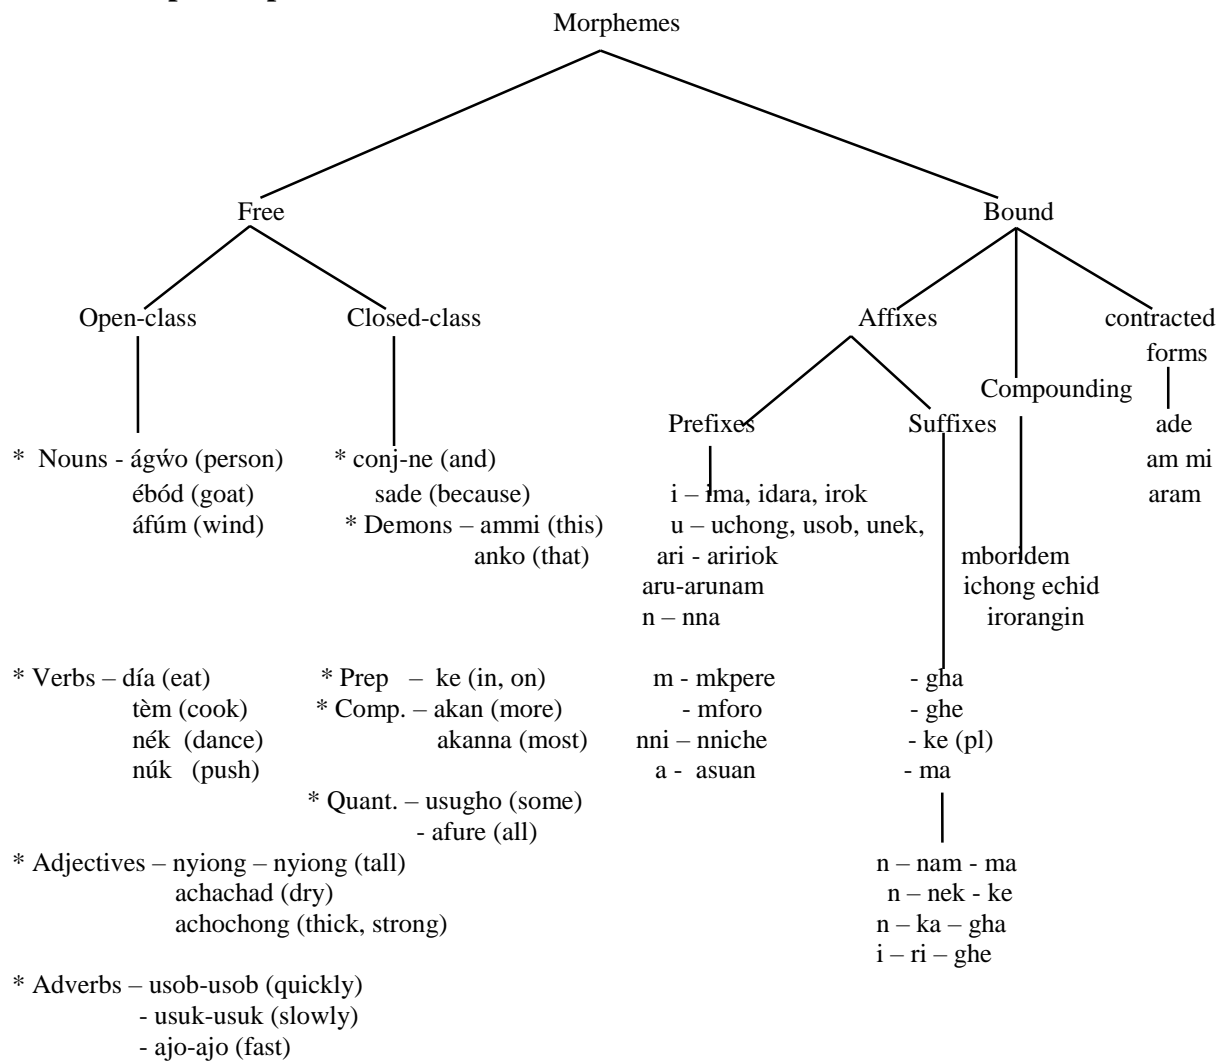 Morphemes
Free Bound
Open-class Closed-class Affixes contracted
forms
Compounding
Prefixes Suffixes ade
* Nouns - ágẃo (person) * conj-ne (and) am mi
ébód (goat) sade (because) i – ima, idara, irok aram
áfúm (wind) * Demons – ammi (this) u – uchong, usob, unek,
anko (that) ari - aririok mboridem
aru-arunam ichong echid
n – nna irorangin
* Verbs – día (eat) * Prep – ke (in, on) m - mkpere - gha
tèm (cook) * Comp. – akan (more) - mforo - ghe
nék (dance) akanna (most) nni – nniche - ke (pl)
núk (push) a - asuan - ma
* Quant. – usugho (some)
- afure (all)
* Adjectives – nyiong – nyiong (tall) n – nam - ma
achachad (dry) n – nek - ke
achochong (thick, strong) n – ka – gha
i – ri – ghe
* Adverbs – usob-usob (quickly)
- usuk-usuk (slowly)
- ajo-ajo (fast)